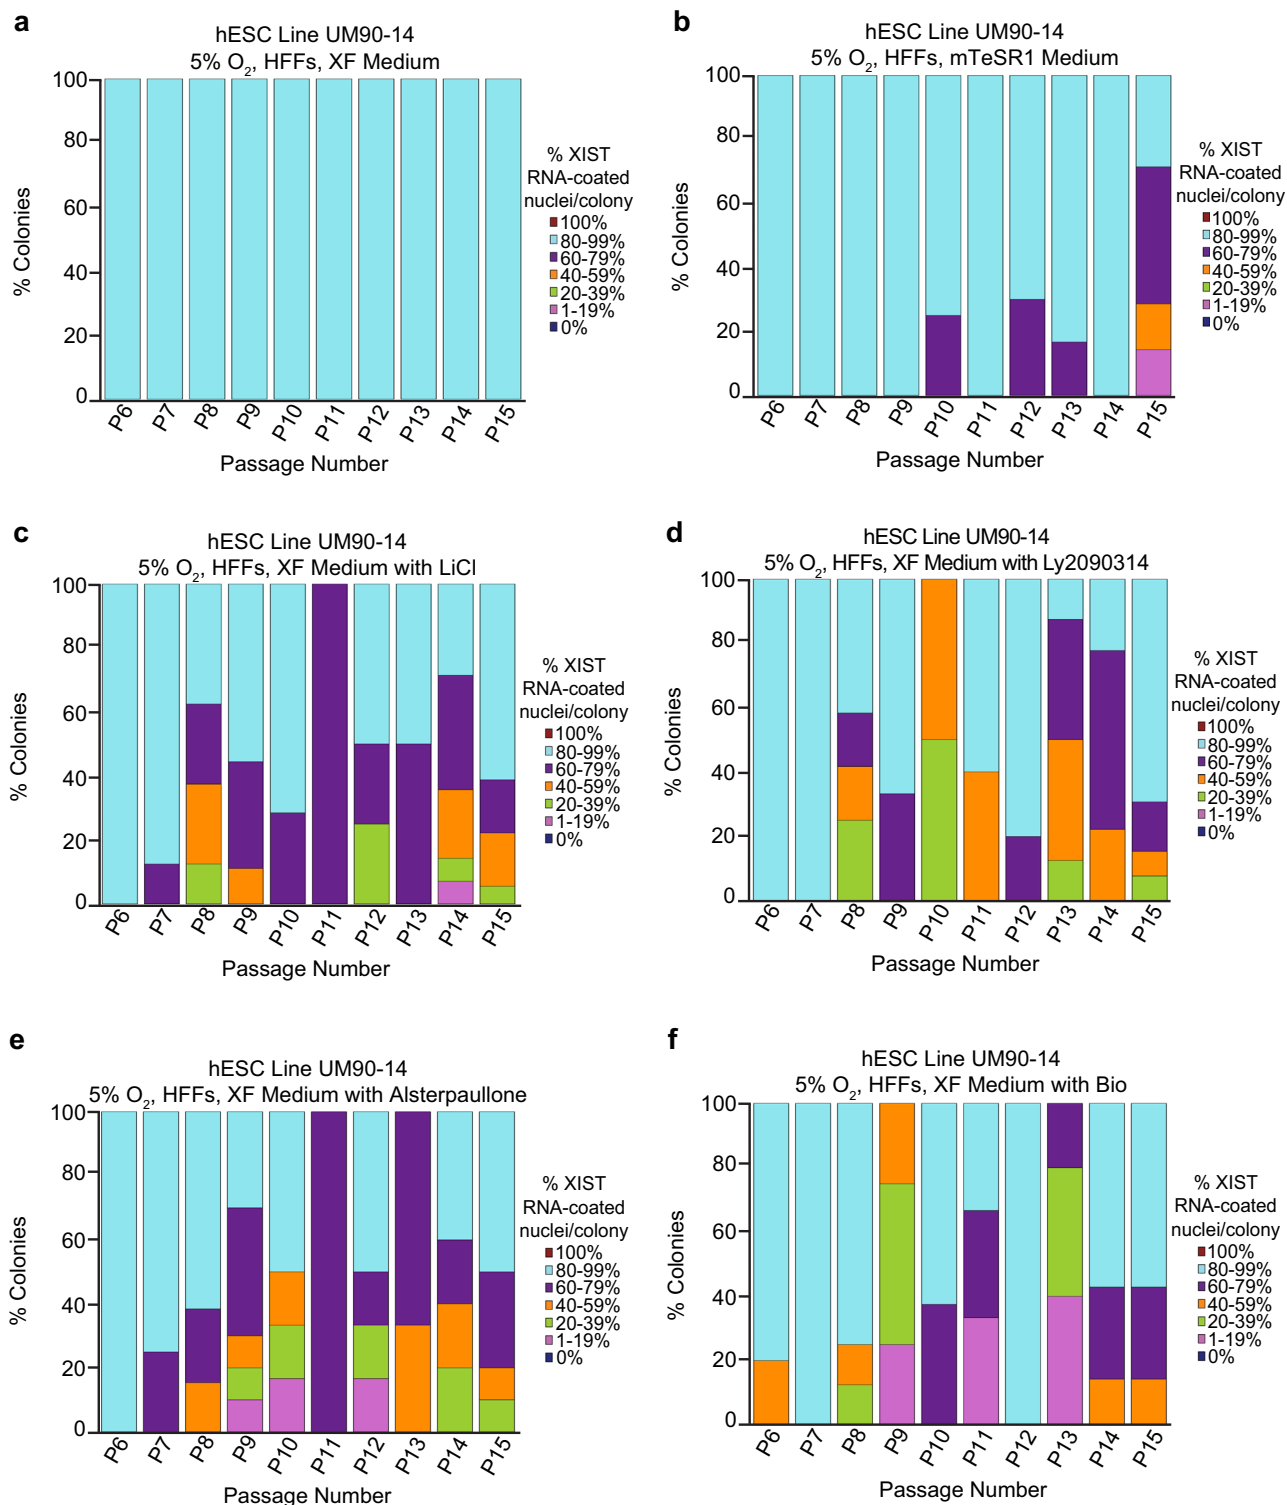 a
hESC Line UM90-14
5% O2, HFFs, XF Medium
% Colonies
100
80
60
40
20
0
P6 P7 P8 P9 P10 P11 P12 P13 P14 P15
Passage Number
% XIST
RNA-coated
nuclei/colony
100%
80-99%
60-79%
40-59%
20-39%
1-19%
0%
b
hESC Line UM90-14
5% O2, HFFs, mTeSR1 Medium
% Colonies
100
80
60
40
20
0
P6 P7 P8 P9 P10 P11 P12 P13 P14 P15
Passage Number
% XIST
RNA-coated
nuclei/colony
100%
80-99%
60-79%
40-59%
20-39%
1-19%
0%
c
hESC Line UM90-14
5% O2, HFFs, XF Medium with LiCl
% Colonies
100
80
60
40
20
0
P6 P7 P8 P9 P10 P11 P12 P13 P14 P15
Passage Number
% XIST
RNA-coated
nuclei/colony
100%
80-99%
60-79%
40-59%
20-39%
1-19%
0%
d
hESC Line UM90-14
5% O2, HFFs, XF Medium with Ly2090314
% Colonies
100
80
60
40
20
0
P6 P7 P8 P9 P10 P11 P12 P13 P14 P15
Passage Number
% XIST
RNA-coated
nuclei/colony
100%
80-99%
60-79%
40-59%
20-39%
1-19%
0%
e
hESC Line UM90-14
5% O2, HFFs, XF Medium with Alsterpaullone
% Colonies
100
80
60
40
20
0
P6 P7 P8 P9 P10 P11 P12 P13 P14 P15
Passage Number
% XIST
RNA-coated
nuclei/colony
100%
80-99%
60-79%
40-59%
20-39%
1-19%
0%
f
hESC Line UM90-14
5% O2, HFFs, XF Medium with Bio
% Colonies
100
80
60
40
20
0
P6 P7 P8 P9 P10 P11 P12 P13 P14 P15
Passage Number
% XIST
RNA-coated
nuclei/colony
100%
80-99%
60-79%
40-59%
20-39%
1-19%
0%